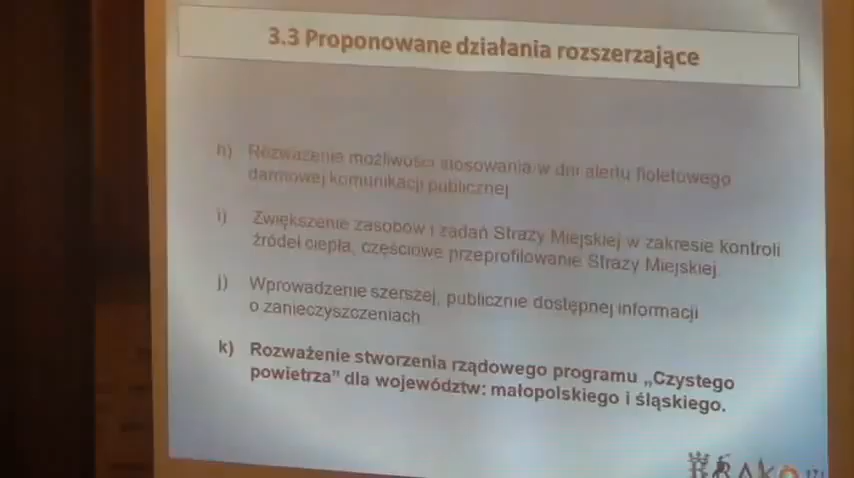 3.3 Proponowane działania rozszerzające
h) Rozważenie możliwości stosowania w dni alertu fioletowego
darmowej komunikacji publicznej
i) Zwiększenie zasobów i zadań Straży Miejskiej w zakresie kontroli
źródeł ciepła, częściowe przeprofilowanie Straży Miejskiej
j) Wprowadzenie szerszej, publicznie dostępnej informacji
o zanieczyszczeniach
k) Rozważenie stworzenia rządowego programu „Czystego
powietrza” dla województw: małopolskiego i śląskiego.